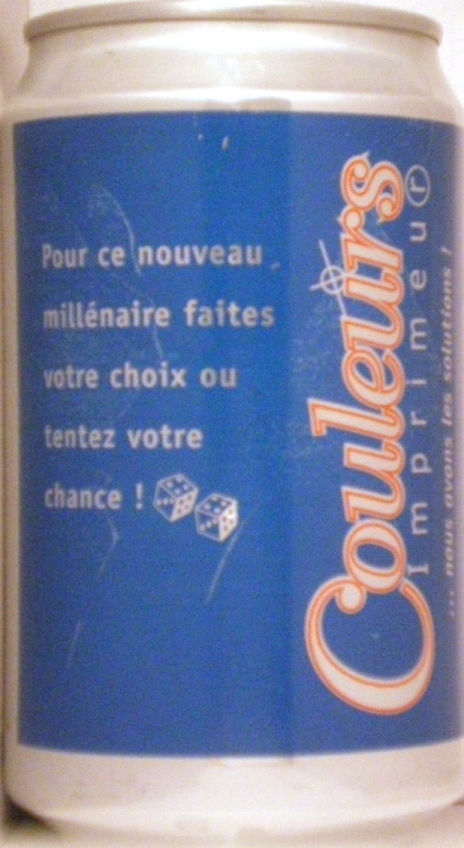 Pour ce nouveau
millénaire faites
votre choix ou
tentez votre
chance !
Couleurs
Imprimeur
... nous avons les solutions !